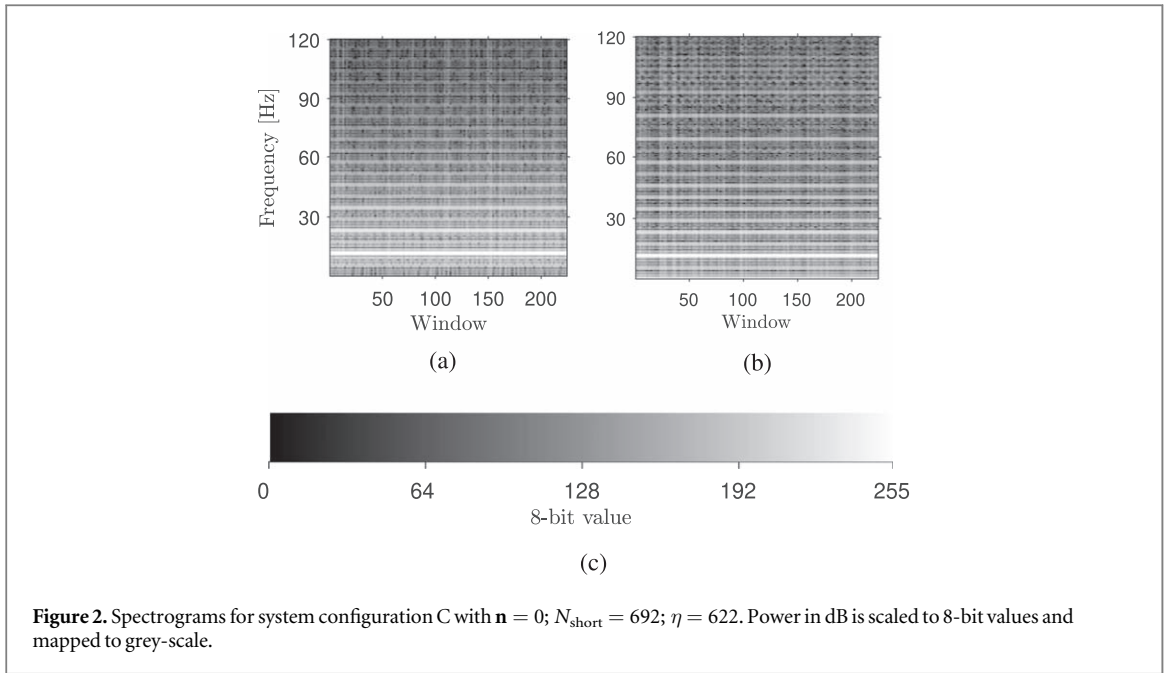 120
90
60
30
Frequency [Hz]
50 100 150 200
Window
(a)
120
90
60
30
50 100 150 200
Window
(b)
0 64 128 192 255
8-bit value
(c)
Figure 2. Spectrograms for system configuration C with n = 0; N_short = 692; η = 622. Power in dB is scaled to 8-bit values and
mapped to grey-scale.